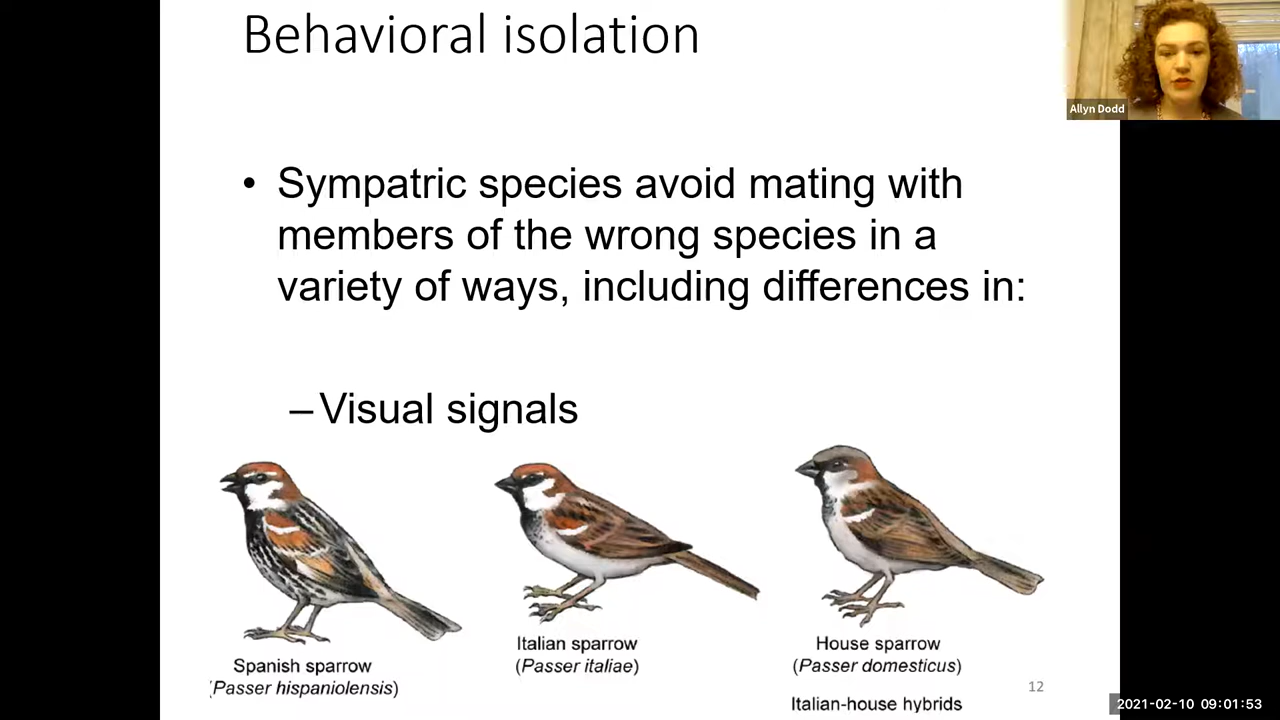 Behavioral isolation
Allyn Dodd
• Sympatric species avoid mating with
members of the wrong species in a
variety of ways, including differences in:
–Visual signals
Spanish sparrow
(Passer hispaniolensis)
Italian sparrow
(Passer italiae)
House sparrow
(Passer domesticus)
Italian-house hybrids
12
2021-02-10 09:01:53